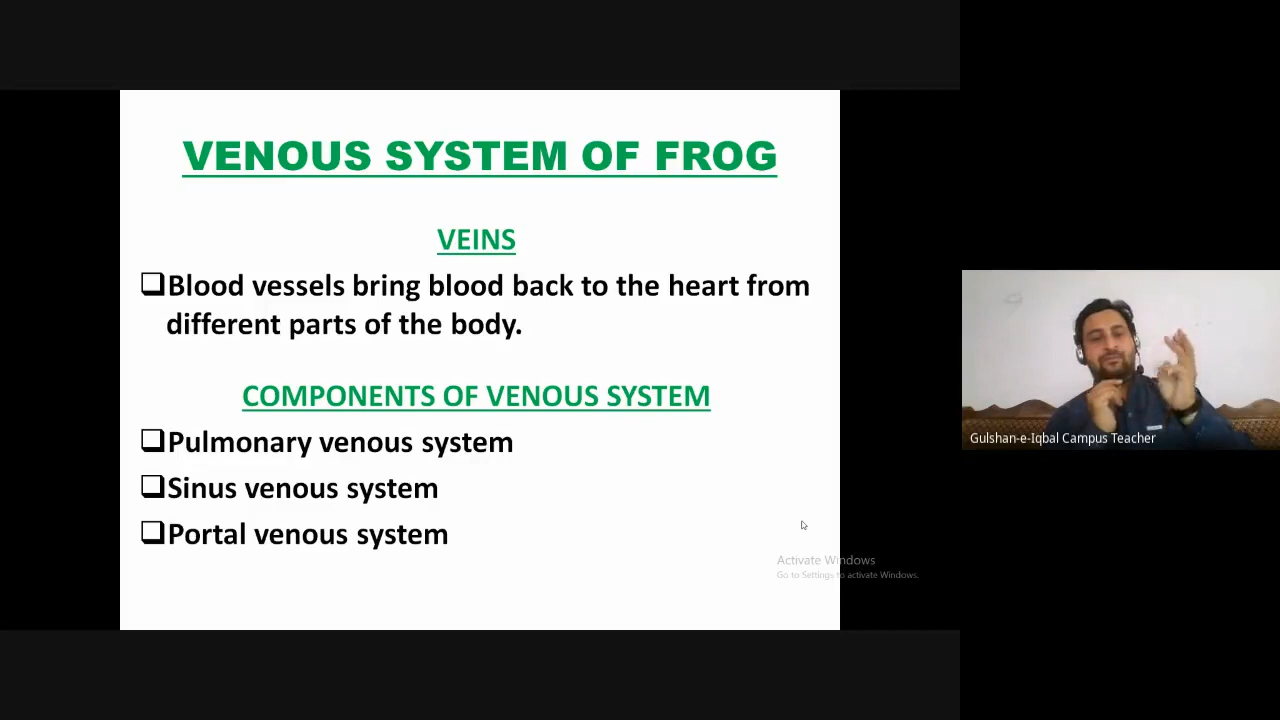 VENOUS SYSTEM OF FROG
VEINS
❑Blood vessels bring blood back to the heart from
different parts of the body.
COMPONENTS OF VENOUS SYSTEM
❑Pulmonary venous system
❑Sinus venous system
❑Portal venous system
Activate Windows
Go to Settings to activate Windows.
Gulshan-e-Iqbal Campus Teacher